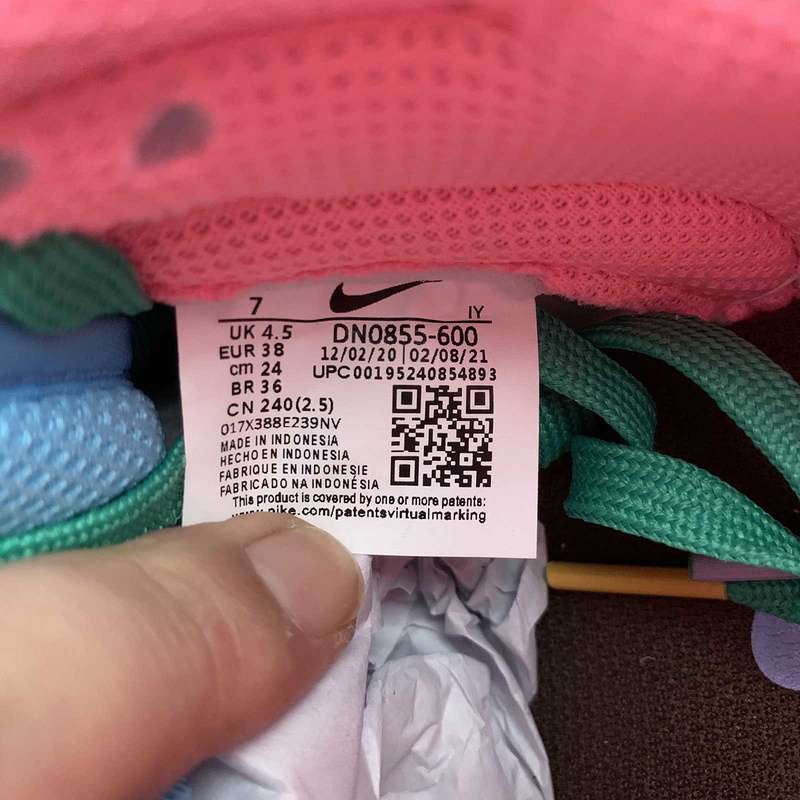 7
IY
UK 4.5
EUR 38
cm 24
BR 36
CN 240(2.5)
DN0855-600
12/02/20 | 02/08/21
UPC00195240854893
017X388E239NV
MADE IN INDONESIA
HECHO EN INDONESIA
FABRIQUE EN INDONESIE
FABRICADO NA INDONÉSIA
This product is covered by one or more patents:
www.nike.com/patentsvirtualmarking